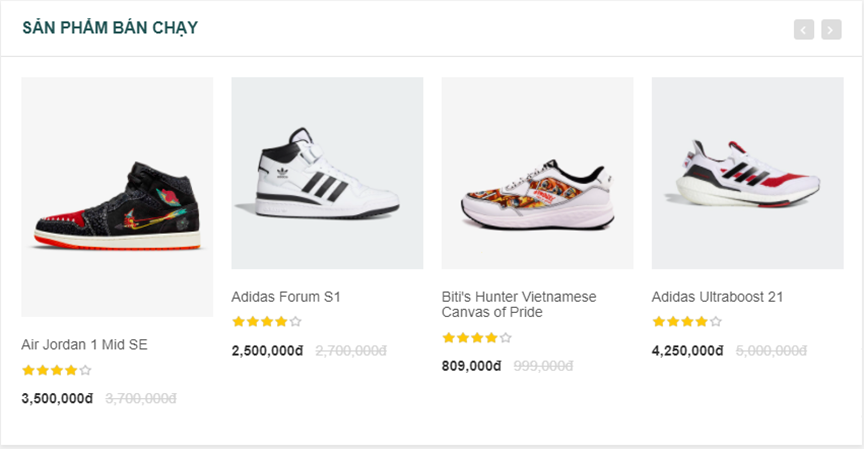 SẢN PHẨM BÁN CHẠY
Air Jordan 1 Mid SE
3,500,000đ 3,700,000đ
Adidas Forum S1
2,500,000đ 2,700,000đ
Biti's Hunter Vietnamese
Canvas of Pride
809,000đ 999,000đ
Adidas Ultraboost 21
4,250,000đ 5,000,000đ